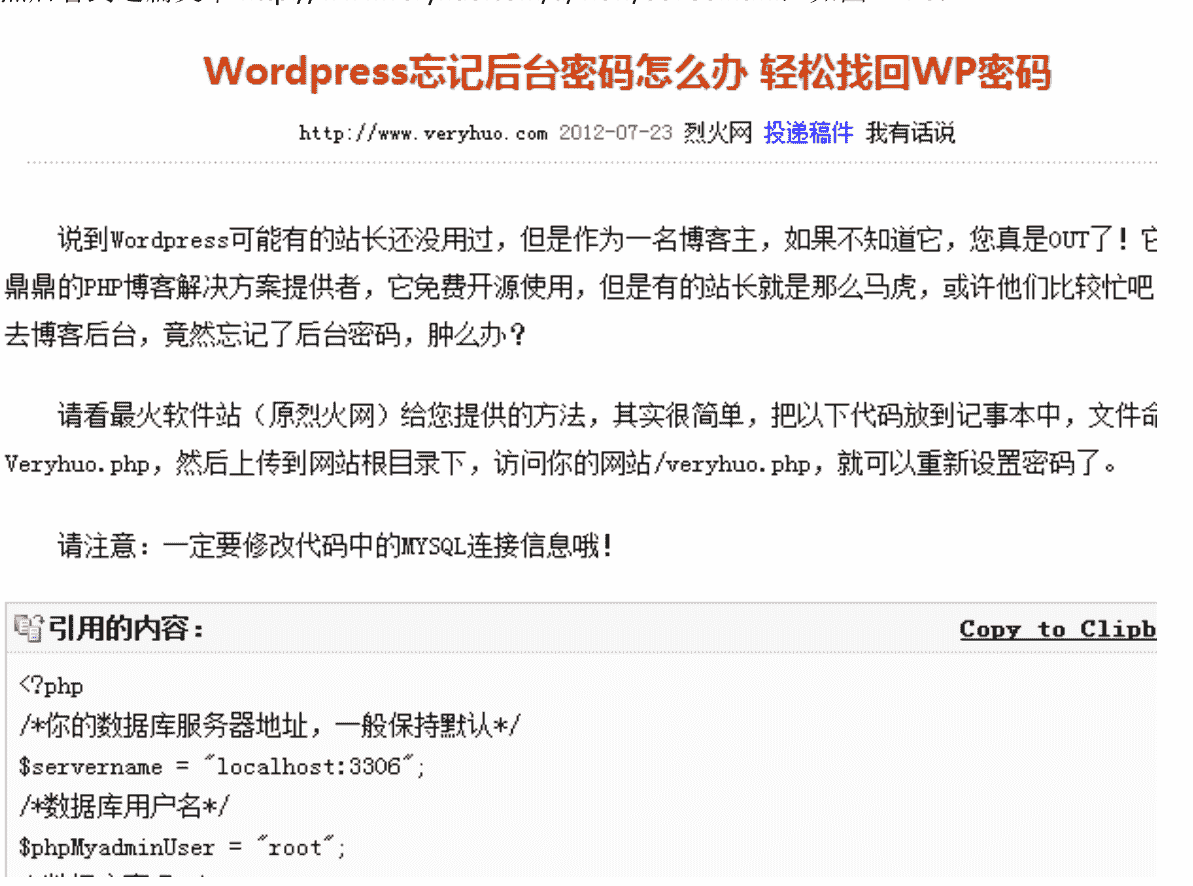 Wordpress忘记后台密码怎么办 轻松找回WP密码
http://www.veryhuo.com 2012-07-23 烈火网 投递稿件 我有话说
说到Wordpress可能有的站长还没用过，但是作为一名博客主，如果不知道它，您真是OUT了！它
鼎鼎的PHP博客解决方案提供者，它免费开源使用，但是有的站长就是那么马虎，或许他们比较忙吧
去博客后台，竟然忘记了后台密码，肿么办？
请看最火软件站（原烈火网）给您提供的方法，其实很简单，把以下代码放到记事本中，文件命
Veryhuo.php，然后上传到网站根目录下，访问你的网站/veryhuo.php，就可以重新设置密码了。
请注意：一定要修改代码中的MYSQL连接信息哦！
引用的内容： Copy to Clipb
<?php
/*你的数据库服务器地址，一般保持默认*/
$servername = "localhost:3306";
/*数据库用户名*/
$phpMyadminUser = "root";